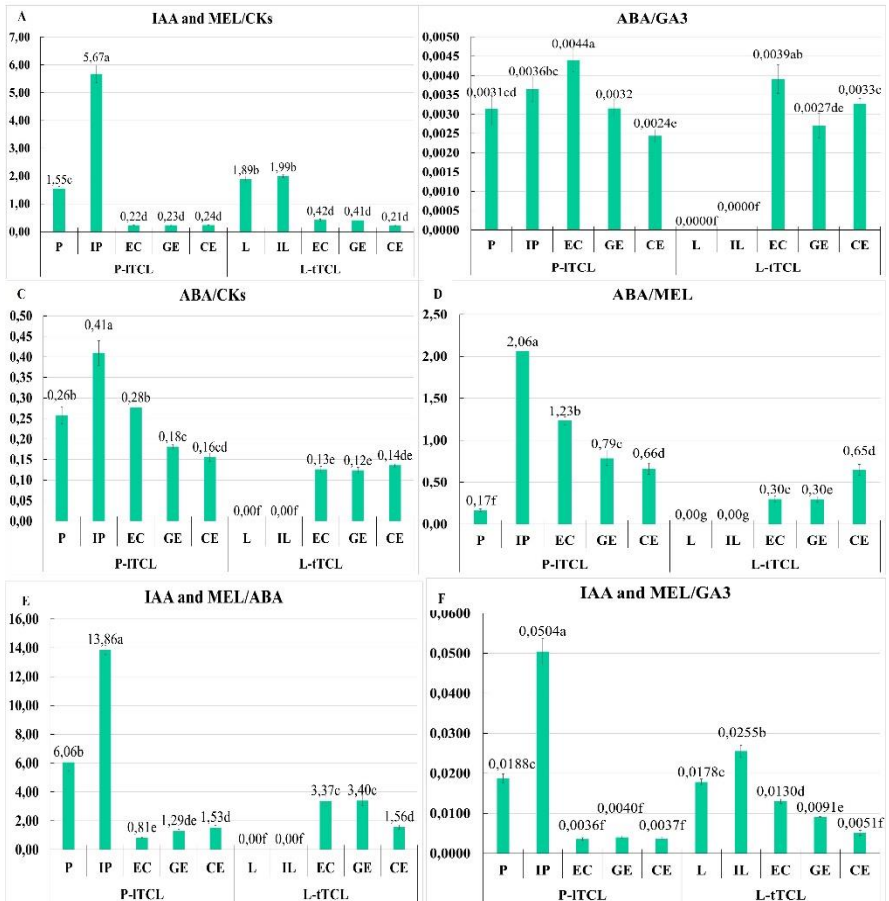 A
IAA and MEL/CKs
7,00
6,00
5,00
4,00
3,00
2,00
1,00
0,00
1,55c
5,67a
0,22d
0,23d
0,24d
1,89b
1,99b
0,42d
0,41d
0,21d
P IP EC GE CE L IL EC GE CE
P-lTCL L-tTCL
ABA/GA3
0,0050
0,0045
0,0040
0,0035
0,0030
0,0025
0,0020
0,0015
0,0010
0,0005
0,0000
0,0031cd
0,0036bc
0,0044a
0,0032
0,0024e
0,0000f
0,0000f
0,0039ab
0,0027de
0,0033c
P IP EC GE CE L IL EC GE CE
P-lTCL L-tTCL
C
ABA/CKs
0,50
0,45
0,40
0,35
0,30
0,25
0,20
0,15
0,10
0,05
0,00
0,26b
0,41a
0,28b
0,18c
0,16cd
0,00f
0,00f
0,13e
0,12e
0,14de
P IP EC GE CE L IL EC GE CE
P-lTCL L-tTCL
D
ABA/MEL
2,50
2,00
1,50
1,00
0,50
0,00
0,17f
2,06a
1,23b
0,79c
0,66d
0,00g
0,00g
0,30e
0,30e
0,65d
P IP EC GE CE L IL EC GE CE
P-lTCL L-tTCL
E
IAA and MEL/ABA
16,00
14,00
12,00
10,00
8,00
6,00
4,00
2,00
0,00
6,06b
13,86a
0,81e
1,29de
1,53d
0,00f
0,00f
3,37c
3,40c
1,56d
P IP EC GE CE L IL EC GE CE
P-lTCL L-tTCL
F
IAA and MEL/GA3
0,0600
0,0500
0,0400
0,0300
0,0200
0,0100
0,0000
0,0188c
0,0504a
0,0036f
0,0040f
0,0037f
0,0178c
0,0255b
0,0130d
0,0091e
0,0051f
P IP EC GE CE L IL EC GE CE
P-lTCL L-tTCL